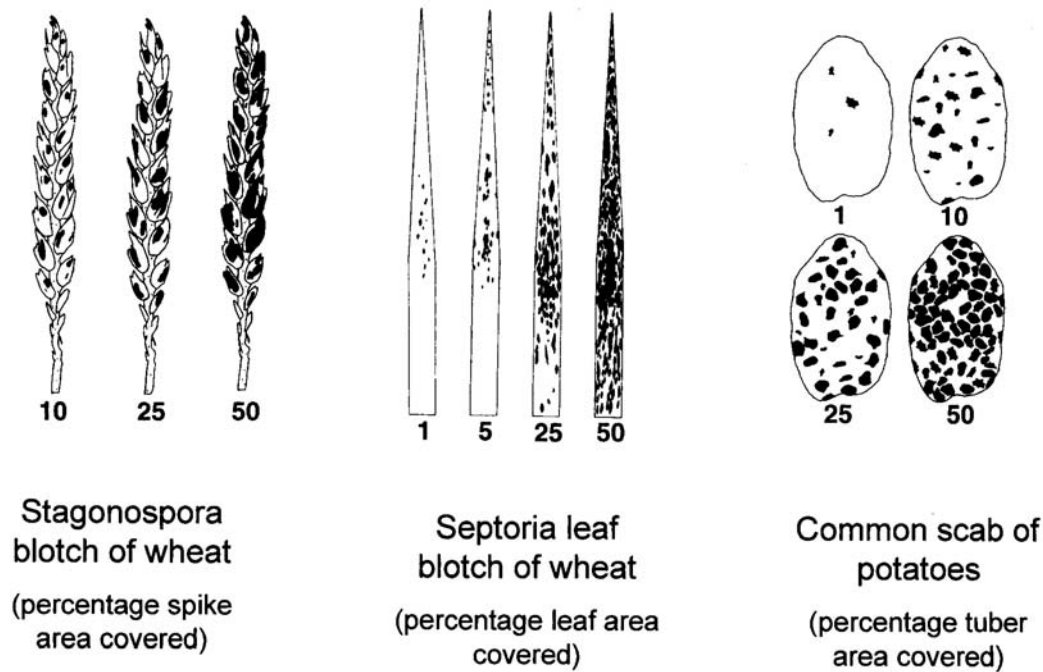 10 25 50
Stagonospora
blotch of wheat
(percentage spike
area covered)
1 5 25 50
Septoria leaf
blotch of wheat
(percentage leaf area
covered)
1 10
25 50
Common scab of
potatoes
(percentage tuber
area covered)